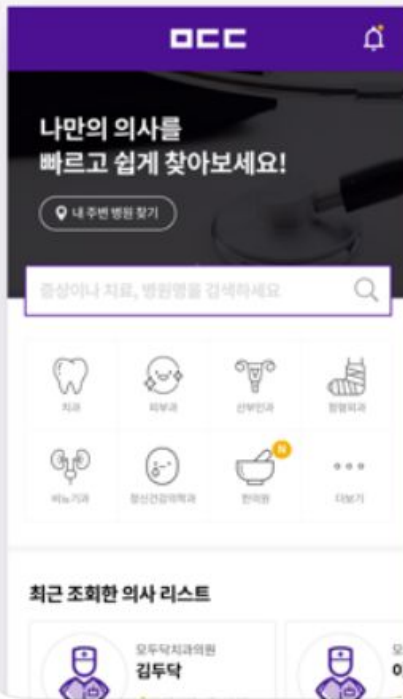 나만의 의사를
빠르고 쉽게 찾아보세요!
내 주변 병원 찾기
증상이나 치료, 병원명을 검색하세요
치과
피부과
산부인과
정형외과
비뇨기과
정신건강의학과
한의원
N
더보기
최근 조회한 의사 리스트
모두닥치과의원
김두닥